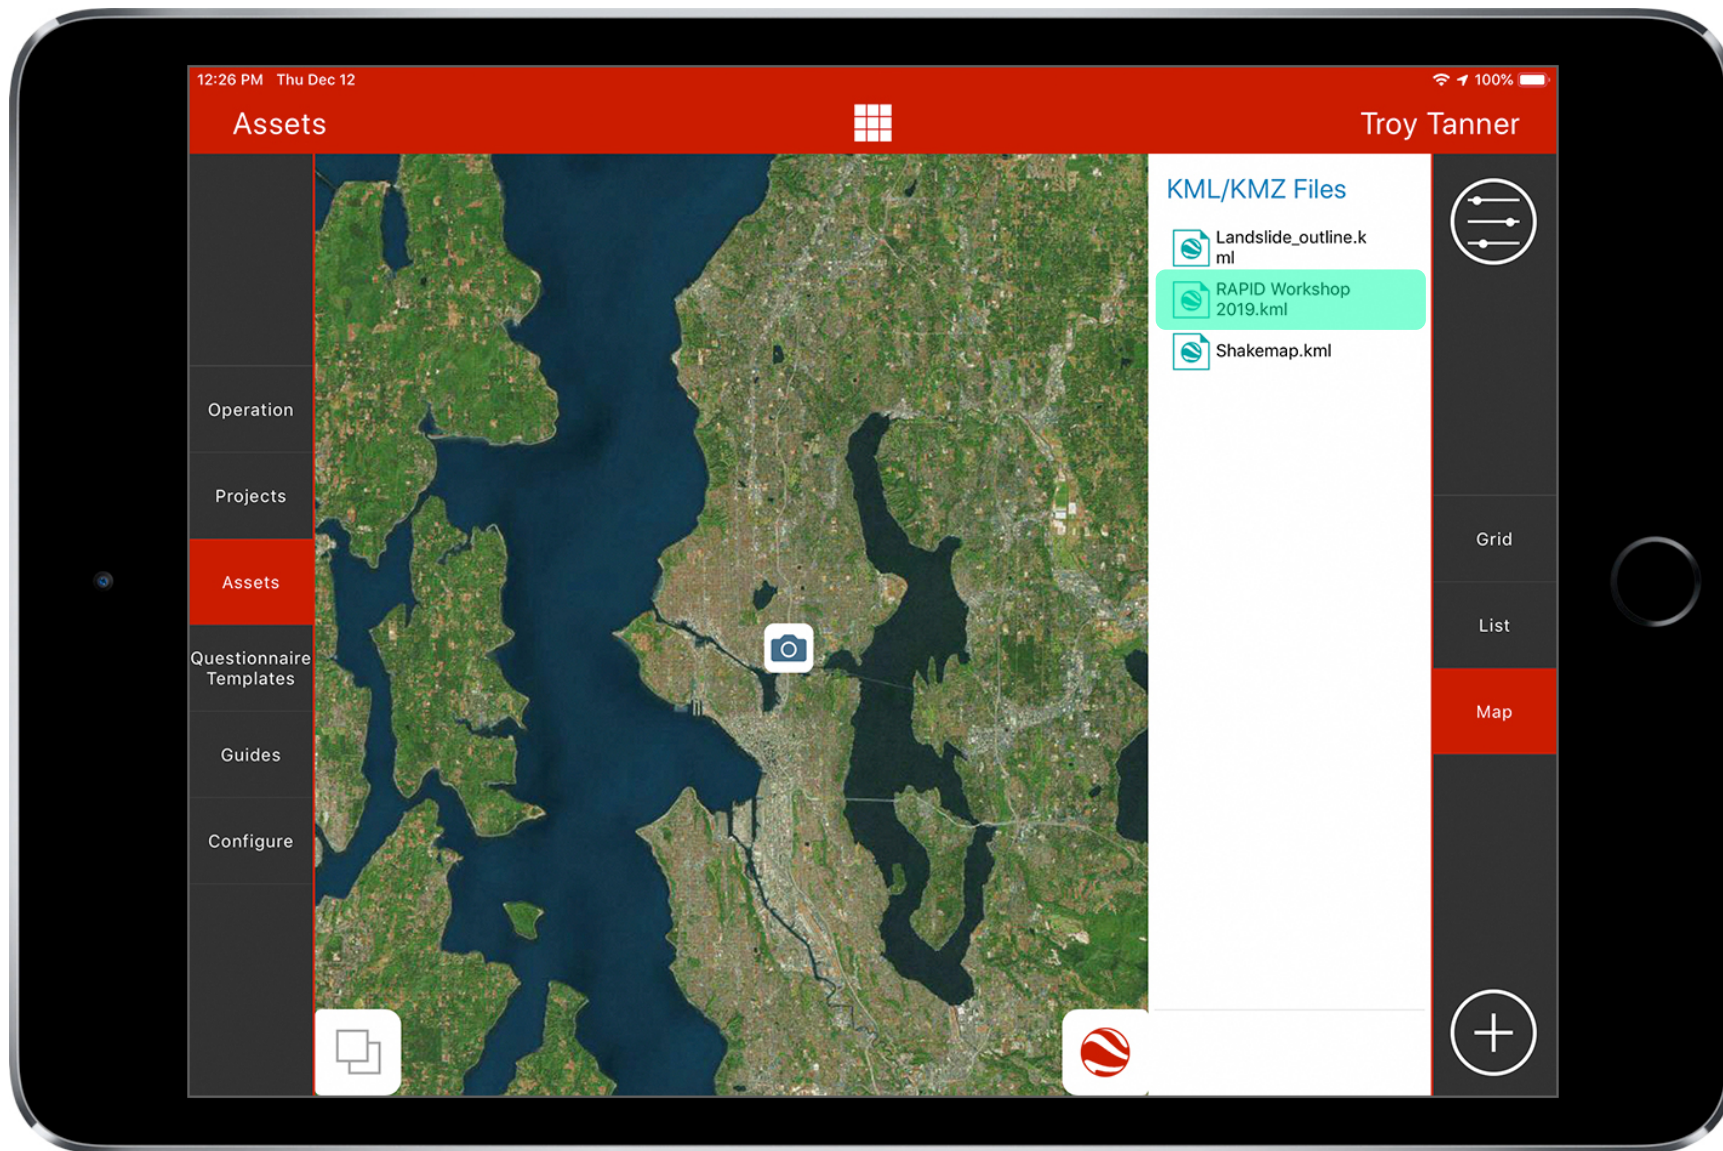 12:26 PM Thu Dec 12
100%
Assets
Troy Tanner
Operation
Projects
Assets
Questionnaire
Templates
Guides
Configure
KML/KMZ Files
Landslide_outline.k
ml
RAPID Workshop
2019.kml
Shakemap.kml
Grid
List
Map